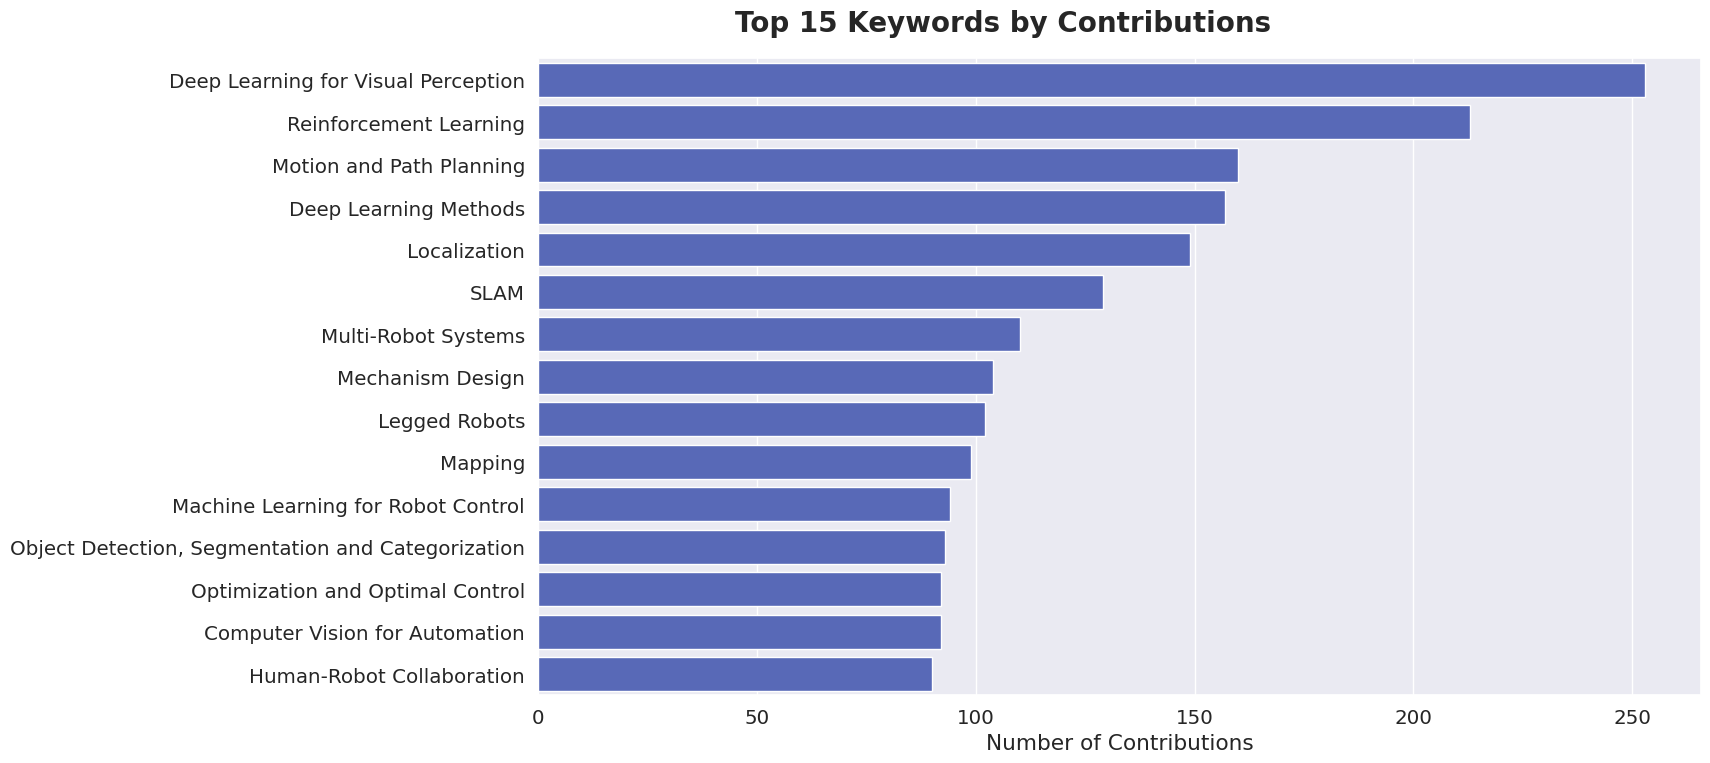 Top 15 Keywords by Contributions
Deep Learning for Visual Perception
Reinforcement Learning
Motion and Path Planning
Deep Learning Methods
Localization
SLAM
Multi-Robot Systems
Mechanism Design
Legged Robots
Mapping
Machine Learning for Robot Control
Object Detection, Segmentation and Categorization
Optimization and Optimal Control
Computer Vision for Automation
Human-Robot Collaboration
0 50 100 150 200 250
Number of Contributions